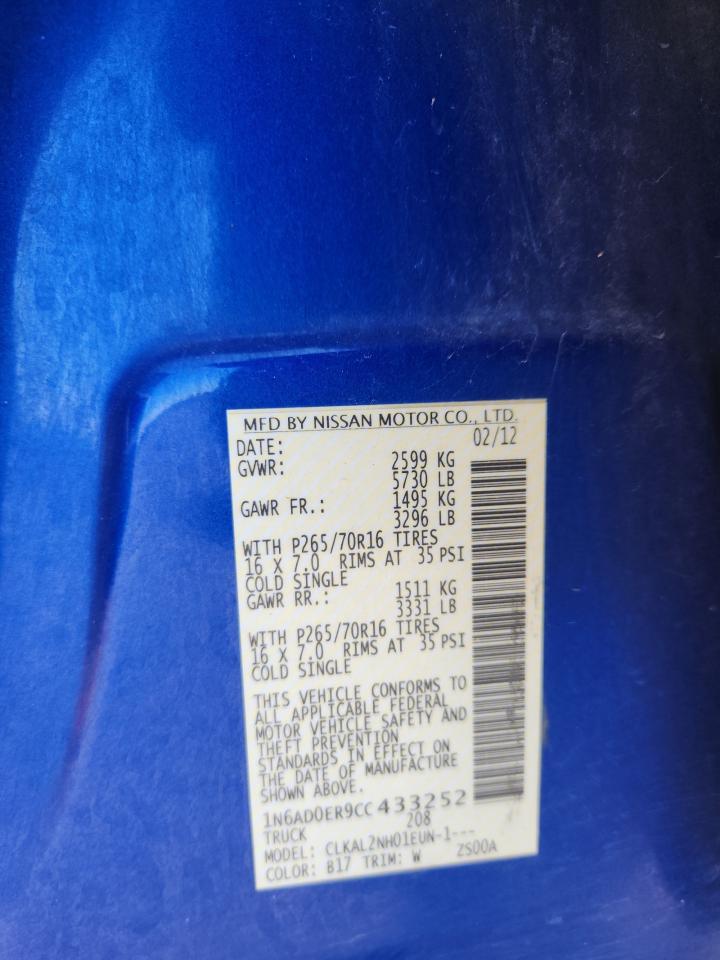 MFD BY NISSAN MOTOR CO., LTD.
DATE: 02/12
GVWR: 2599 KG
5730 LB
GAWR FR.: 1495 KG
3296 LB
WITH P265/70R16 TIRES
16 X 7.0 RIMS AT 35 PSI
COLD SINGLE
GAWR RR.: 1511 KG
3331 LB
WITH P265/70R16 TIRES
16 X 7.0 RIMS AT 35 PSI
COLD SINGLE
THIS VEHICLE CONFORMS TO
ALL APPLICABLE FEDERAL
MOTOR VEHICLE SAFETY AND
THEFT PREVENTION
STANDARDS IN EFFECT ON
THE DATE OF MANUFACTURE
SHOWN ABOVE.
1N6AD0ER9CC433252
TRUCK 208
MODEL: CLKAL2NH01EUN-1---
COLOR: B17 TRIM: W ZS00A